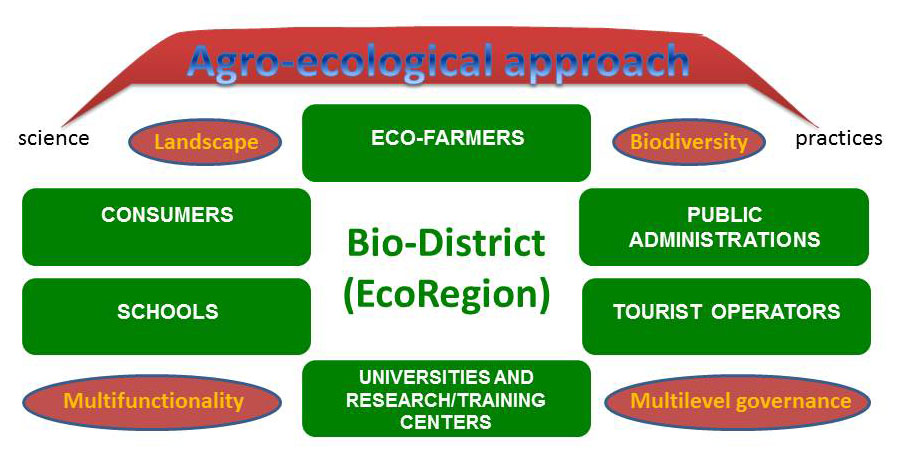 Agro-ecological approach
science
Landscape
ECO-FARMERS
Biodiversity
practices
CONSUMERS
Bio-District
(EcoRegion)
PUBLIC
ADMINISTRATIONS
SCHOOLS
TOURIST OPERATORS
Multifunctionality
UNIVERSITIES AND
RESEARCH/TRAINING
CENTERS
Multilevel governance